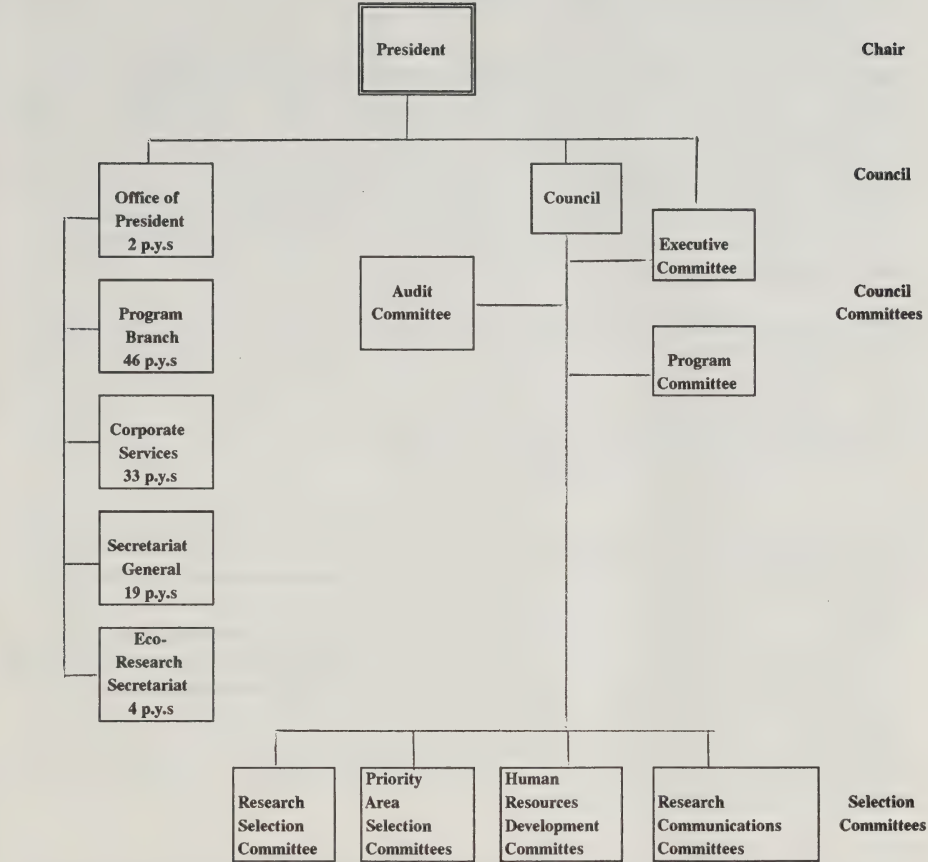 President
Chair
Office of
President
2 p.y.s
Council
Council
Executive
Committee
Audit
Committee
Council
Committees
Program
Branch
46 p.y.s
Program
Committee
Corporate
Services
33 p.y.s
Secretariat
General
19 p.y.s
Eco-
Research
Secretariat
4 p.y.s
Research
Selection
Committee
Priority
Area
Selection
Committees
Human
Resources
Development
Committes
Research
Communications
Committees
Selection
Committees